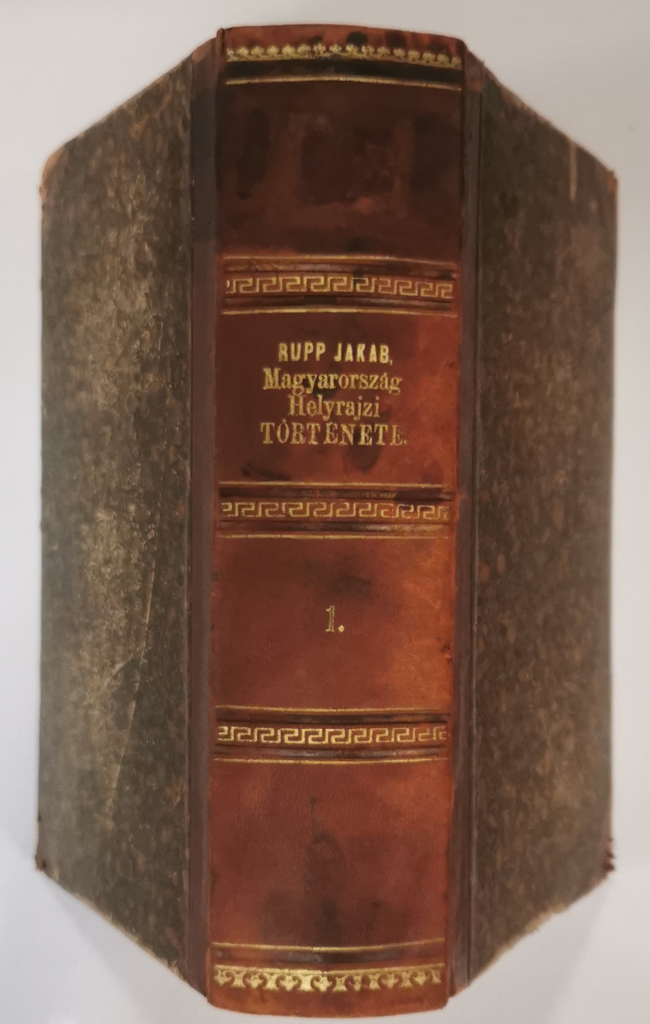 RUPP JAKAB,
Magyarország
Helyrajzi
TÖRTÉNETE.
1.